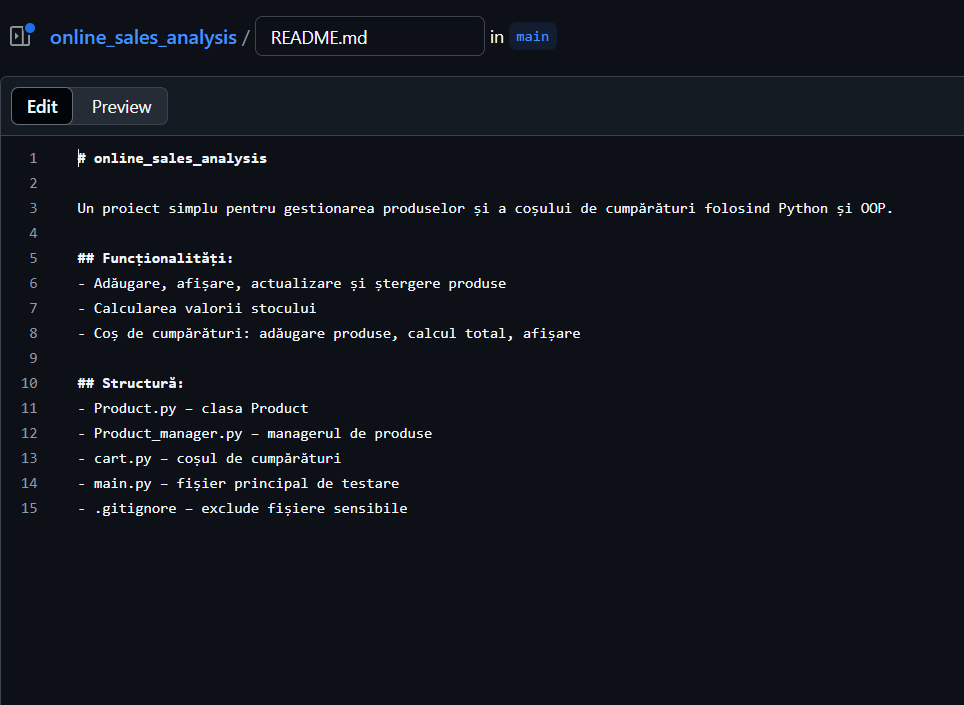 online_sales_analysis / README.md in main
Edit Preview
1 # online_sales_analysis
2
3 Un proiect simplu pentru gestionarea produselor și a coșului de cumpărături folosind Python și OOP.
4
5 ## Funcționalități:
6 - Adăugare, afișare, actualizare și ștergere produse
7 - Calcularea valorii stocului
8 - Coș de cumpărături: adăugare produse, calcul total, afișare
9
10 ## Structură:
11 - Product.py – clasa Product
12 - Product_manager.py – managerul de produse
13 - cart.py – coșul de cumpărături
14 - main.py – fișier principal de testare
15 - .gitignore – exclude fișiere sensibile